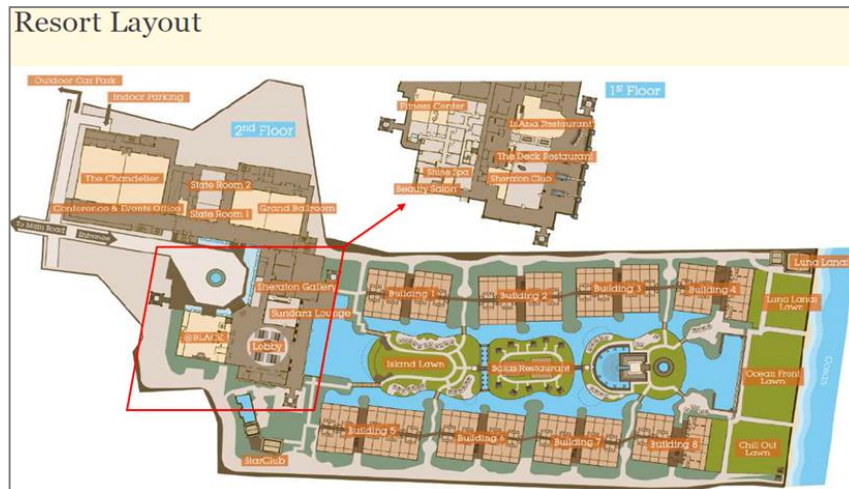 Resort Layout
Outdoor Car Park
Indoor Parking
2nd Floor
1st Floor
Fitness Center
InAsia Restaurant
The Deck Restaurant
Shine Spa
Sheraton Club
Beauty Salon
The Chandelier
State Room 2
Conference & Events Office
State Room 1
Grand Ballroom
To Main Road
Entrance
Sheraton Gallery
Sundara Lounge
@BLACK
Lobby
Building 1
Building 2
Building 3
Building 4
Luna Lanai
Luna Lanai
Lawn
Island Lawn
Balus Restaurant
Ocean Front
Lawn
Ocean
Building 5
Building 6
Building 7
Building 8
Chill Out
Lawn
StarClub